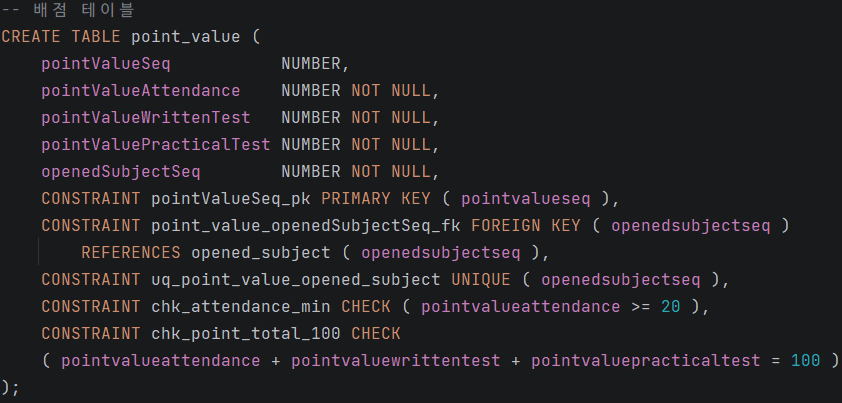 -- 배점 테이블
CREATE TABLE point_value (
    pointValueSeq           NUMBER,
    pointValueAttendance    NUMBER NOT NULL,
    pointValueWrittenTest   NUMBER NOT NULL,
    pointValuePracticalTest NUMBER NOT NULL,
    openedSubjectSeq        NUMBER NOT NULL,
    CONSTRAINT pointValueSeq_pk PRIMARY KEY ( pointvalueseq ),
    CONSTRAINT point_value_openedSubjectSeq_fk FOREIGN KEY ( openedsubjectseq )
        REFERENCES opened_subject ( openedsubjectseq ),
    CONSTRAINT uq_point_value_opened_subject UNIQUE ( openedsubjectseq ),
    CONSTRAINT chk_attendance_min CHECK ( pointvalueattendance >= 20 ),
    CONSTRAINT chk_point_total_100 CHECK
    ( pointvalueattendance + pointvaluewrittentest + pointvaluepracticaltest = 100 )
);